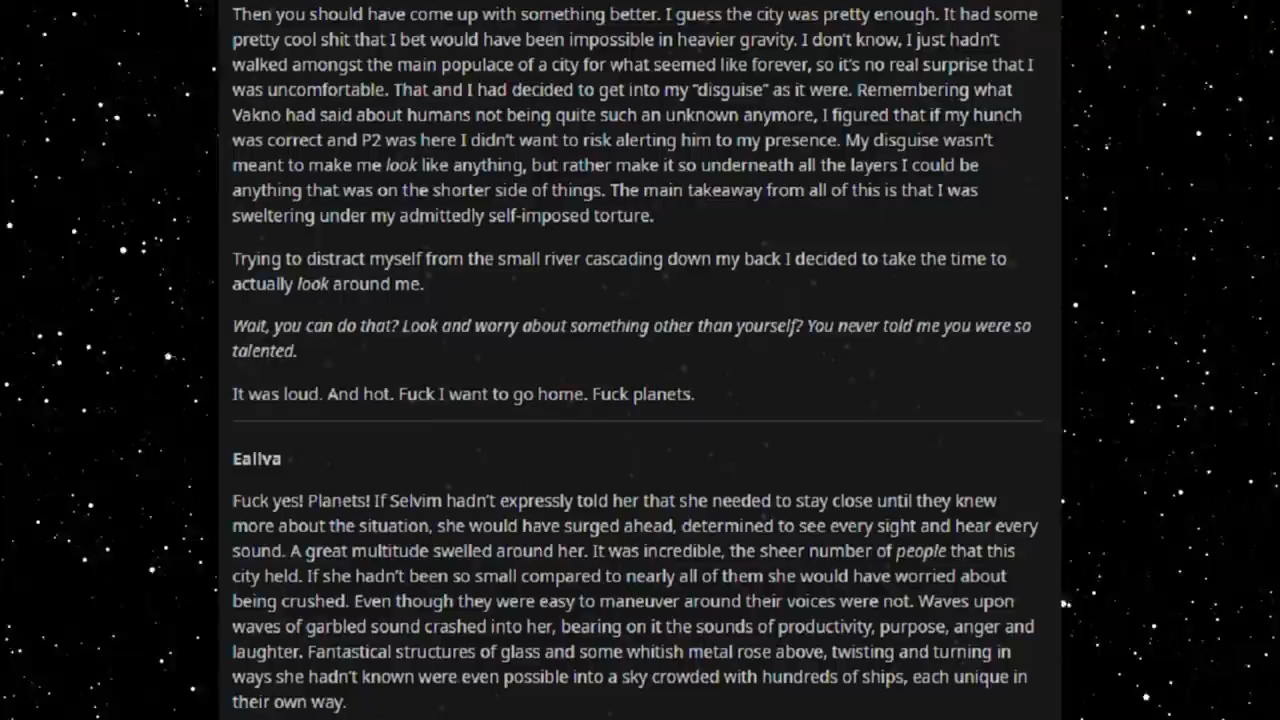 Then you should have come up with something better. I guess the city was pretty enough. It had some
pretty cool shit that I bet would have been impossible in heavier gravity. I don't know, I just hadn't
walked amongst the main populace of a city for what seemed like forever, so it's no real surprise that I
was uncomfortable. That and I had decided to get into my "disguise" as it were. Remembering what
Vakno had said about humans not being quite such an unknown anymore, I figured that if my hunch
was correct and P2 was here I didn't want to risk alerting him to my presence. My disguise wasn't
meant to make me look like anything, but rather make it so underneath all the layers I could be
anything that was on the shorter side of things. The main takeaway from all of this is that I was
sweltering under my admittedly self-imposed torture.
Trying to distract myself from the small river cascading down my back I decided to take the time to
actually look around me.
Wait, you can do that? Look and worry about something other than yourself? You never told me you were so
talented.
It was loud. And hot. Fuck I want to go home. Fuck planets.
Eallva
Fuck yes! Planets! If Selvim hadn't expressly told her that she needed to stay close until they knew
more about the situation, she would have surged ahead, determined to see every sight and hear every
sound. A great multitude swelled around her. It was incredible, the sheer number of people that this
city held. If she hadn't been so small compared to nearly all of them she would have worried about
being crushed. Even though they were easy to maneuver around their voices were not. Waves upon
waves of garbled sound crashed into her, bearing on it the sounds of productivity, purpose, anger and
laughter. Fantastical structures of glass and some whitish metal rose above, twisting and turning in
ways she hadn't known were even possible into a sky crowded with hundreds of ships, each unique in
their own way.